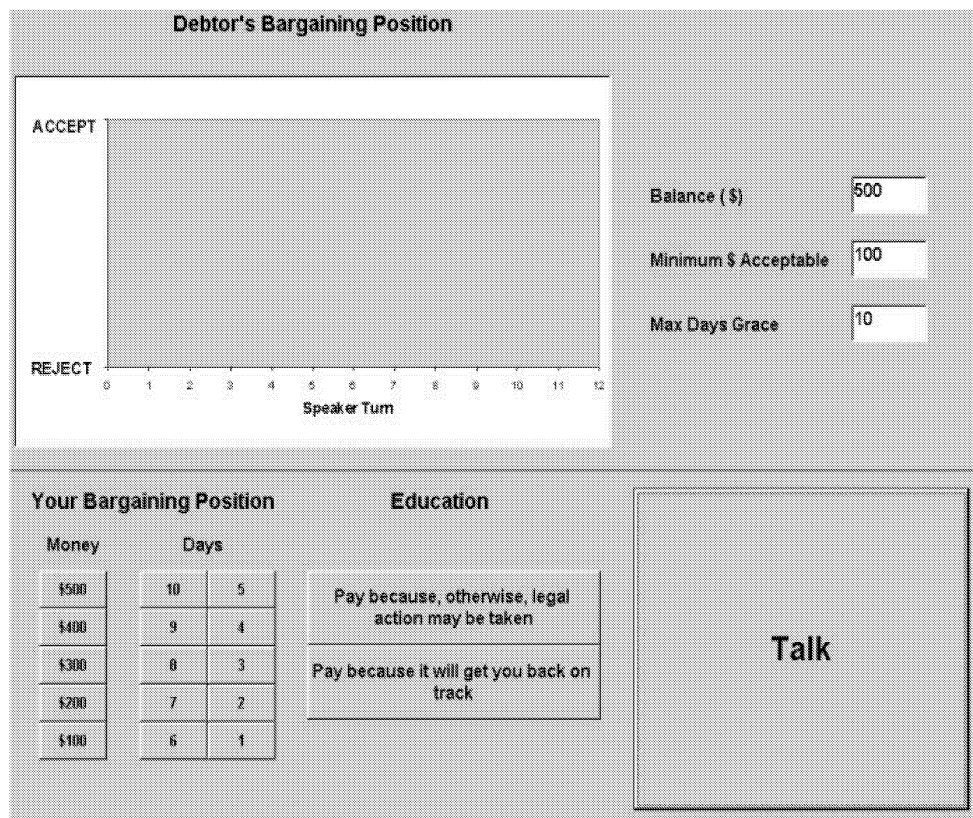 Debtor's Bargaining Position
ACCEPT
REJECT
0 1 2 3 4 5 6 7 8 9 10 11 12
Speaker Turn
Balance ( $) 500
Minimum $ Acceptable 100
Max Days Grace 10
Your Bargaining Position
Money Days
$500 10 5
$400 9 4
$300 8 3
$200 7 2
$100 6 1
Education
Pay because, otherwise, legal
action may be taken
Pay because it will get you back on
track
Talk